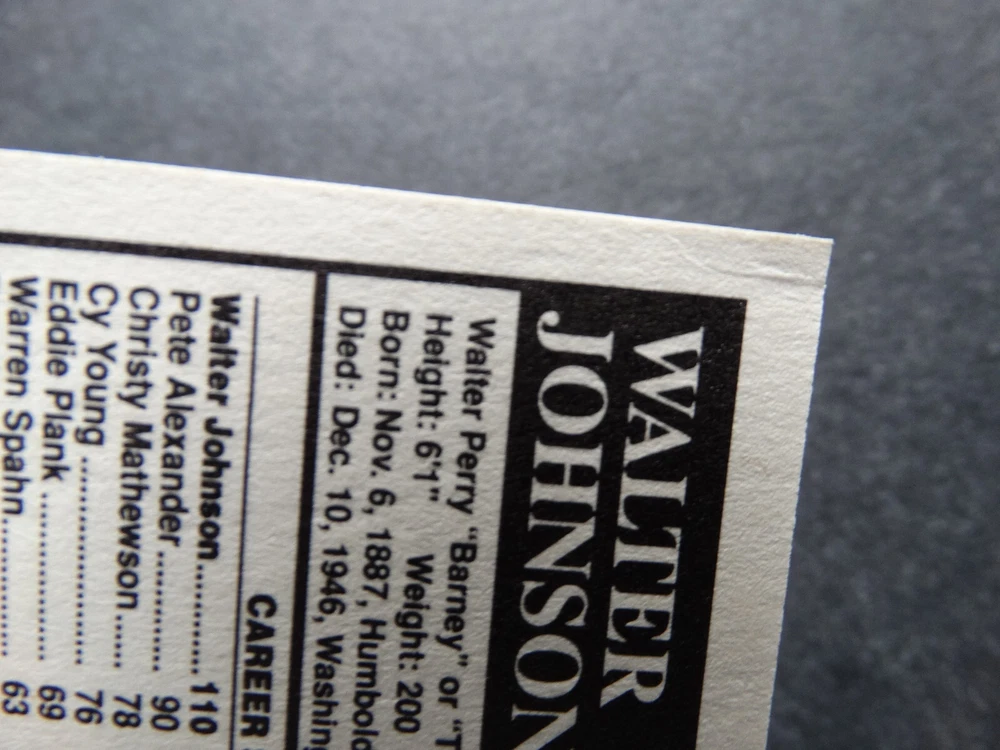 WALTER
JOHNSON
Walter Perry "Barney" or "T
Height: 6'1" Weight: 200
Born: Nov. 6, 1887, Humbold
Died: Dec. 10, 1946, Washing
CAREER
Walter Johnson..........110
Pete Alexander............ 90
Christy Mathewson ...... 78
Cy Young .................... 76
Eddie Plank ................. 69
Warren Spahn.............. 63